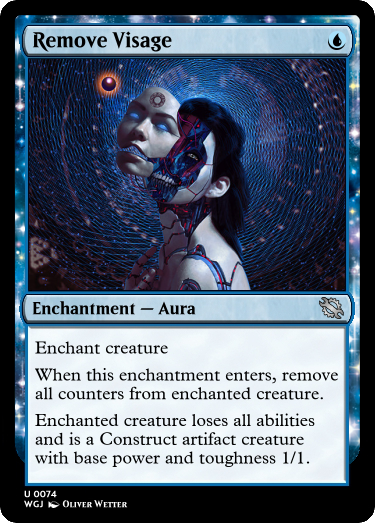 Remove Visage
Enchantment — Aura
Enchant creature
When this enchantment enters, remove
all counters from enchanted creature.
Enchanted creature loses all abilities
and is a Construct artifact creature
with base power and toughness 1/1.
U 0074
WGJ Oliver Wetter